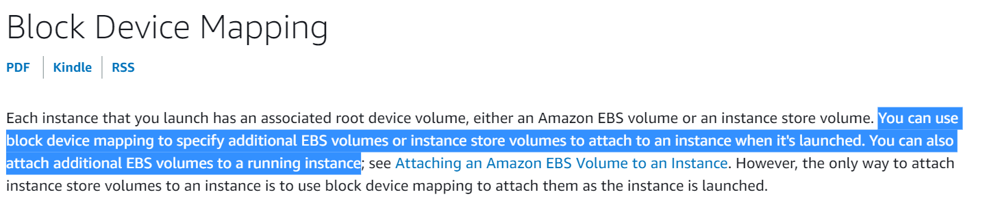 Block Device Mapping
PDF | Kindle | RSS
Each instance that you launch has an associated root device volume, either an Amazon EBS volume or an instance store volume. You can use
block device mapping to specify additional EBS volumes or instance store volumes to attach to an instance when it's launched. You can also
attach additional EBS volumes to a running instance; see Attaching an Amazon EBS Volume to an Instance. However, the only way to attach
instance store volumes to an instance is to use block device mapping to attach them as the instance is launched.